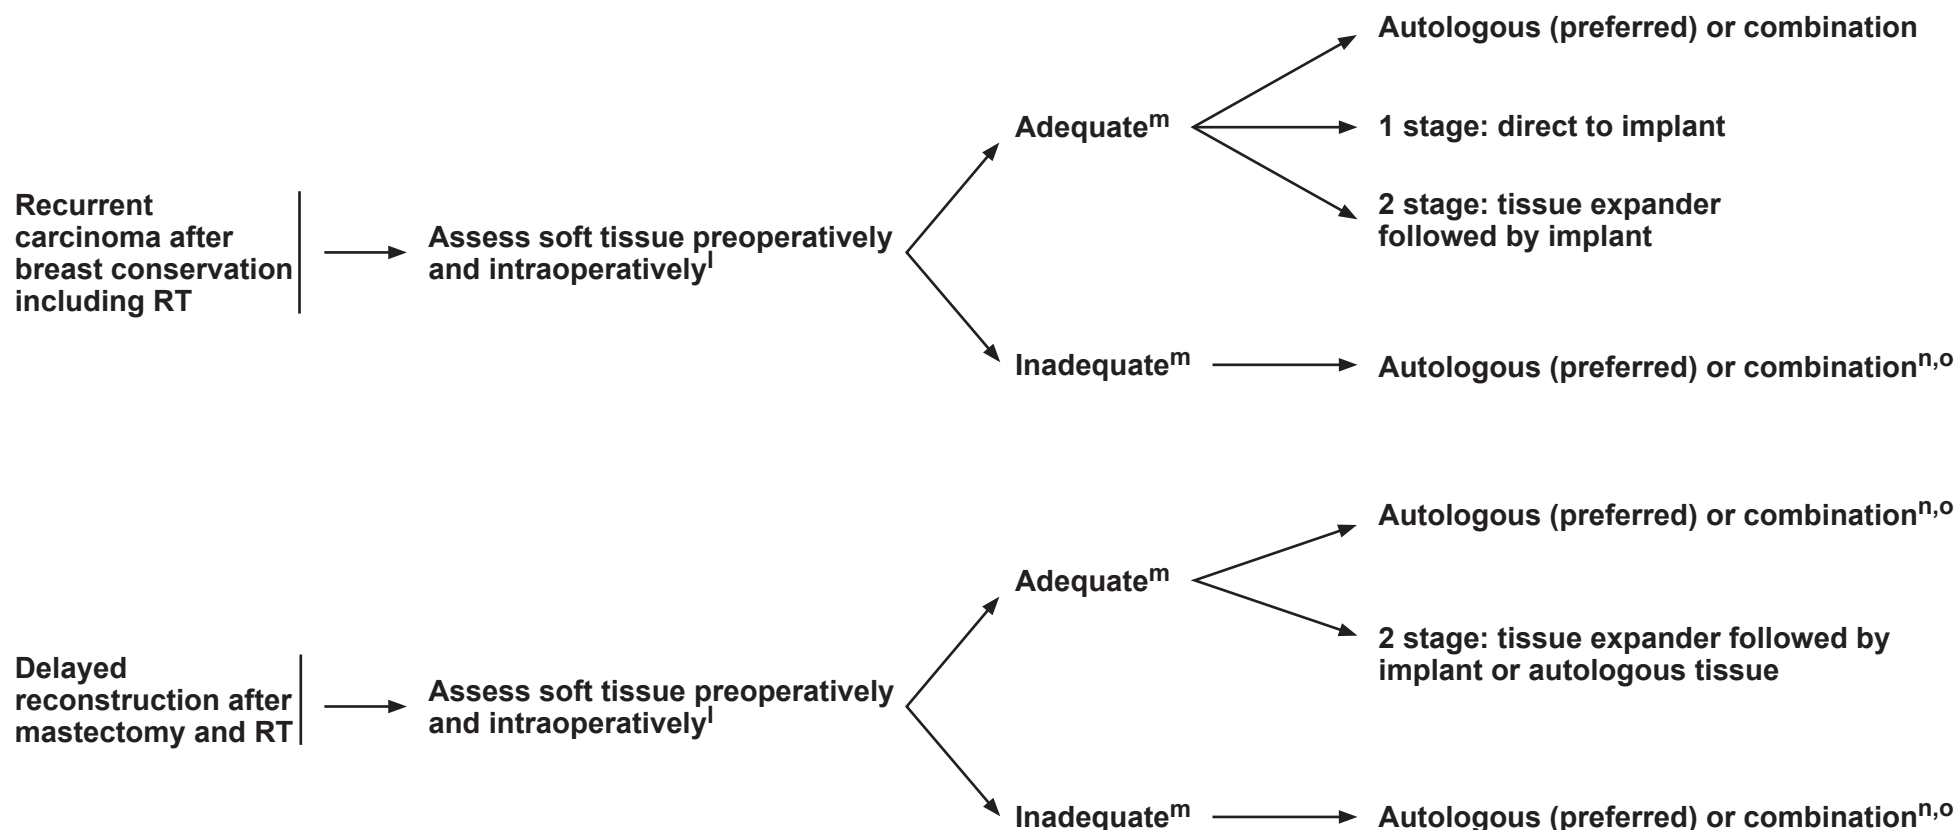 Autologous (preferred) or combination
Adequateᵐ
1 stage: direct to implant
2 stage: tissue expander
followed by implant
Recurrent
carcinoma after
breast conservation
including RT
Assess soft tissue preoperatively
and intraoperativelyˡ
Inadequateᵐ
Autologous (preferred) or combinationⁿ,ᵒ
Autologous (preferred) or combinationⁿ,ᵒ
Adequateᵐ
2 stage: tissue expander followed by
implant or autologous tissue
Delayed
reconstruction after
mastectomy and RT
Assess soft tissue preoperatively
and intraoperativelyˡ
Inadequateᵐ
Autologous (preferred) or combinationⁿ,ᵒ